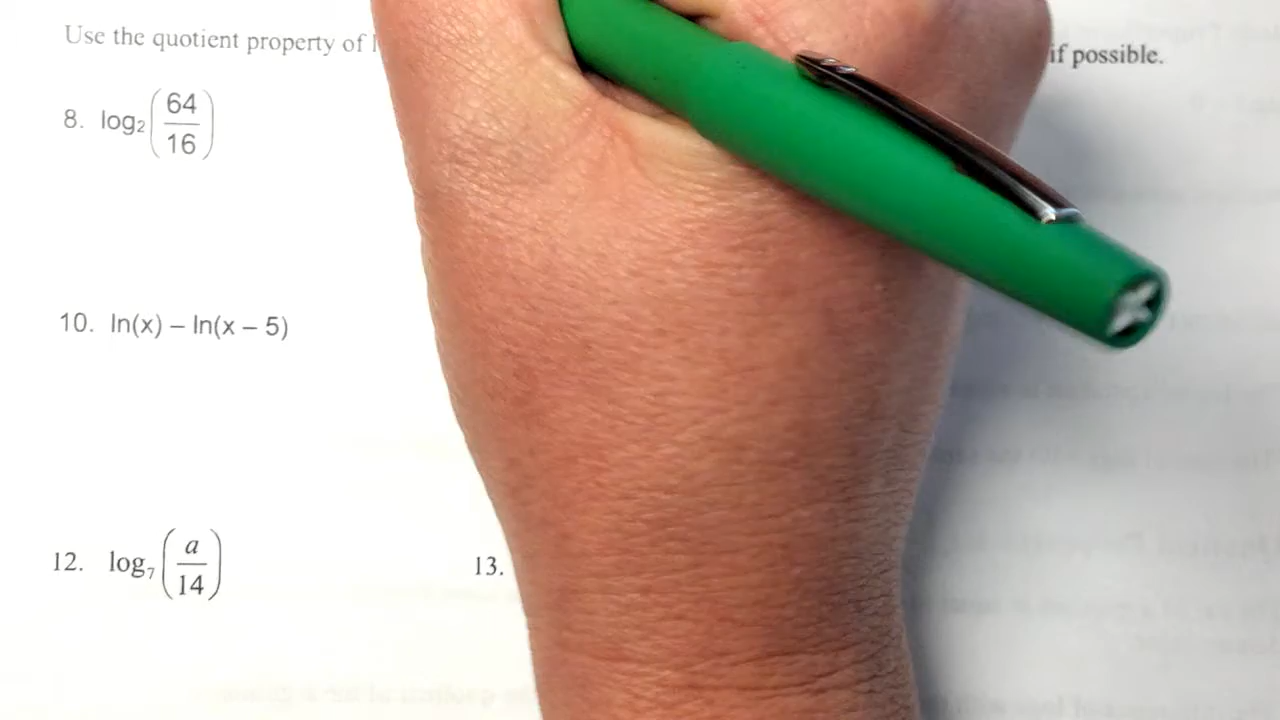 Use the quotient property of
if possible.
8. log₂(64/16)
10. ln(x) – ln(x – 5)
12. log₇(a/14)
13.